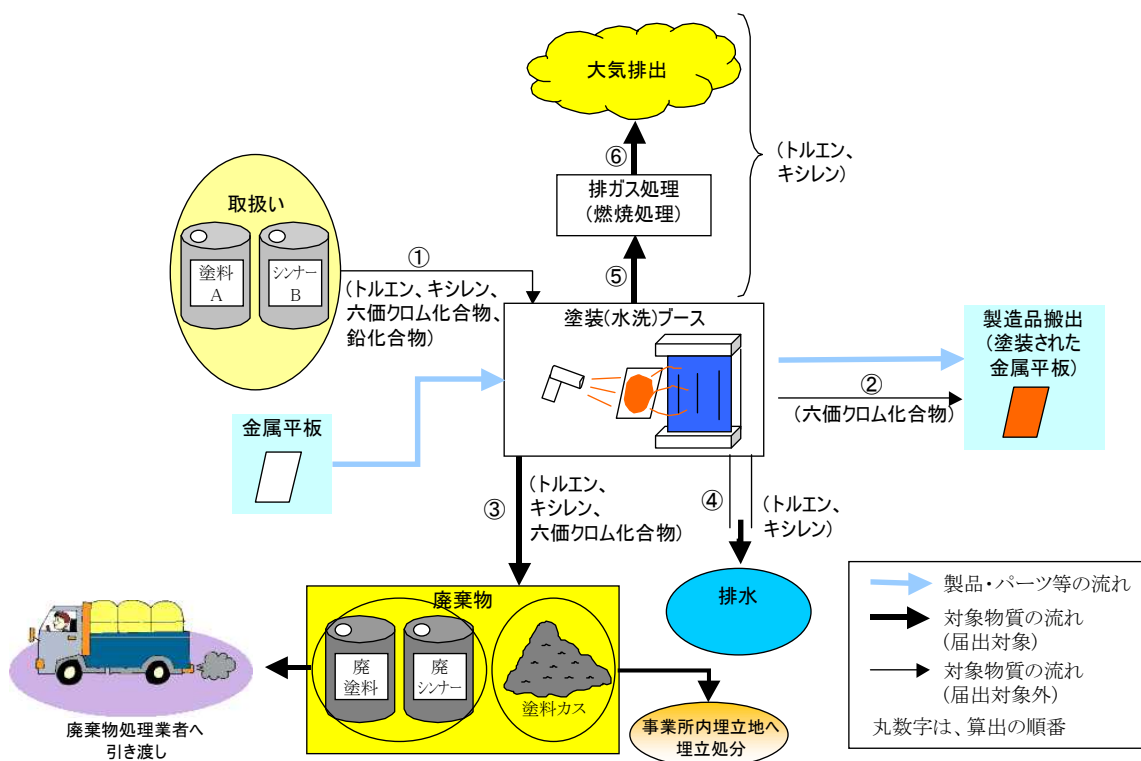 大気排出
⑥
(トルエン、
キシレン)
排ガス処理
(燃焼処理)
取扱い
塗料
A
シンナー
B
①
(トルエン、キシレン、
六価クロム化合物、
鉛化合物)
⑤
塗装(水洗)ブース
製造品搬出
(塗装された
金属平板)
②
(六価クロム化合物)
金属平板
③
(トルエン、
キシレン、
六価クロム化合物)
④
(トルエン、
キシレン)
排水
廃棄物
廃
塗料
廃
シンナー
塗料カス
廃棄物処理業者へ
引き渡し
事業所内埋立地へ
埋立処分
製品・パーツ等の流れ
対象物質の流れ
(届出対象)
対象物質の流れ
(届出対象外)
丸数字は、算出の順番